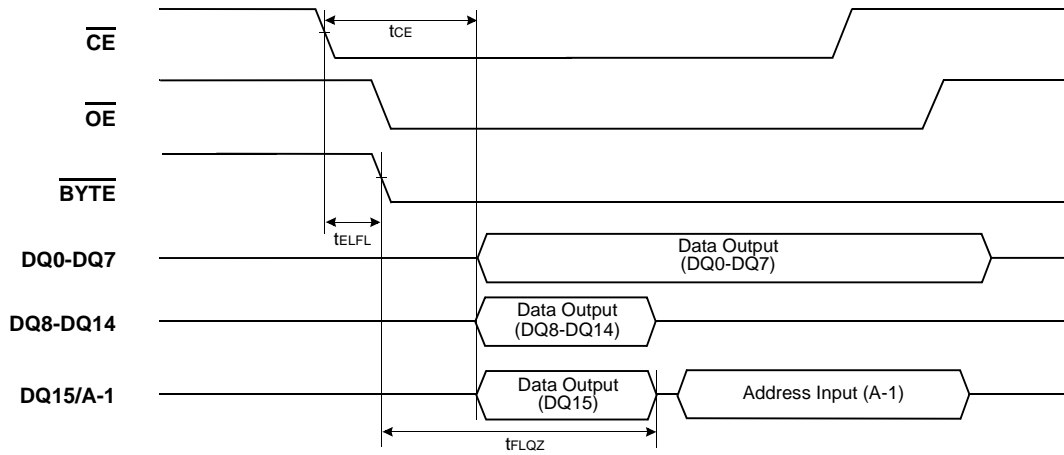 CE
tCE
OE
BYTE
tELFL
DQ0-DQ7
Data Output
(DQ0-DQ7)
DQ8-DQ14
Data Output
(DQ8-DQ14)
DQ15/A-1
Data Output
(DQ15)
Address Input (A-1)
tFLQZ